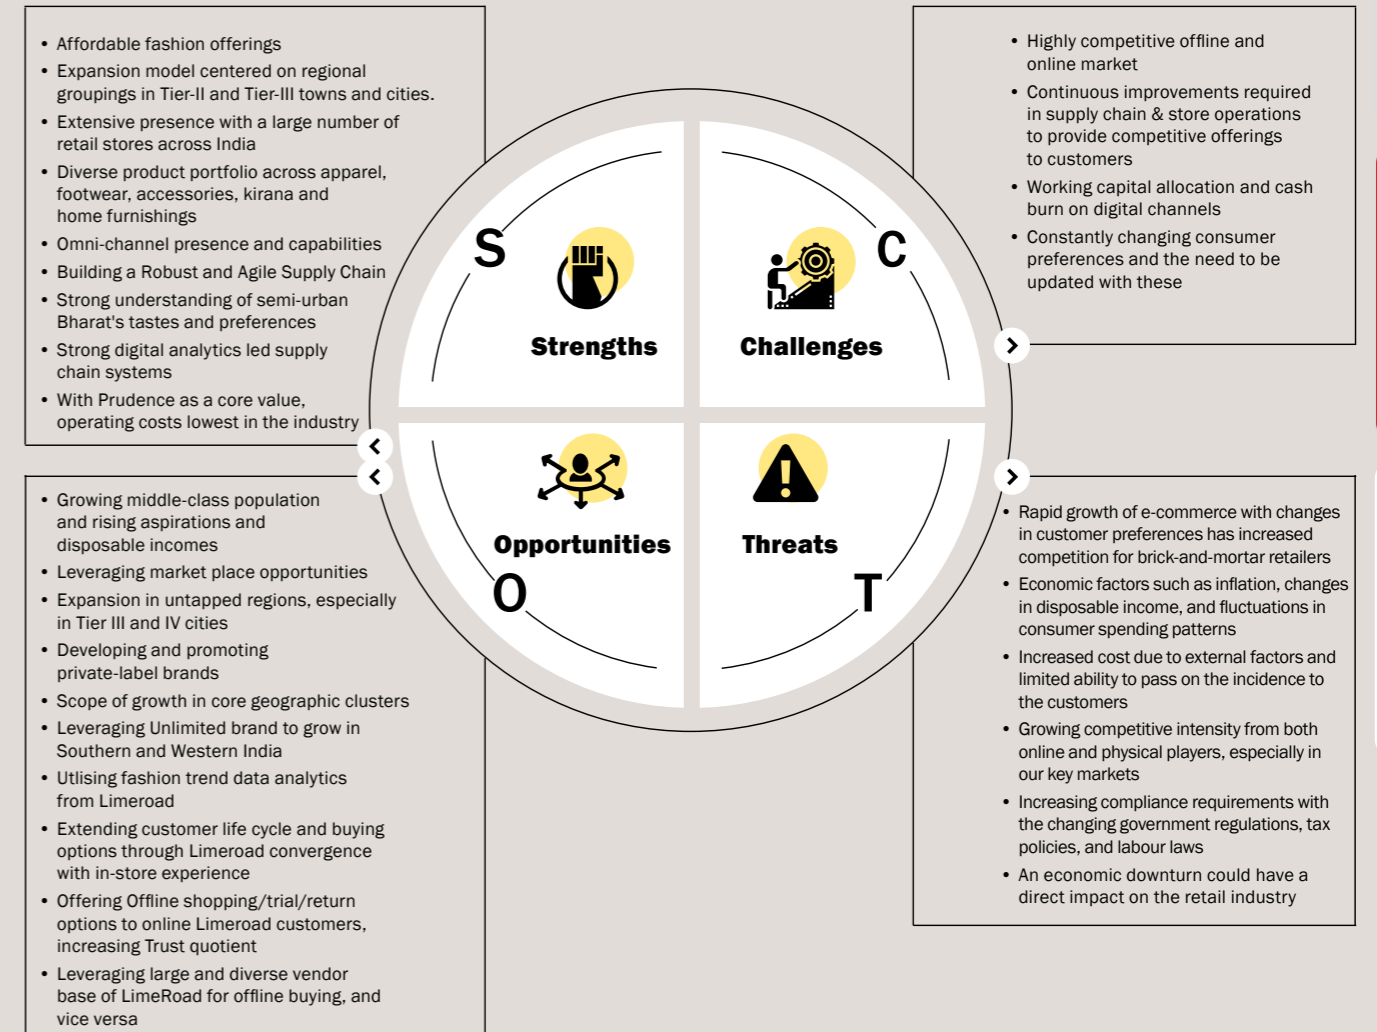 • Affordable fashion offerings
• Expansion model centered on regional
groupings in Tier-II and Tier-III towns and cities.
• Extensive presence with a large number of
retail stores across India
• Diverse product portfolio across apparel,
footwear, accessories, kirana and
home furnishings
• Omni-channel presence and capabilities
• Building a Robust and Agile Supply Chain
• Strong understanding of semi-urban
Bharat's tastes and preferences
• Strong digital analytics led supply
chain systems
• With Prudence as a core value,
operating costs lowest in the industry
S
Strengths
C
Challenges
• Highly competitive offline and
online market
• Continuous improvements required
in supply chain & store operations
to provide competitive offerings
to customers
• Working capital allocation and cash
burn on digital channels
• Constantly changing consumer
preferences and the need to be
updated with these
• Growing middle-class population
and rising aspirations and
disposable incomes
• Leveraging market place opportunities
• Expansion in untapped regions, especially
in Tier III and IV cities
• Developing and promoting
private-label brands
• Scope of growth in core geographic clusters
• Leveraging Unlimited brand to grow in
Southern and Western India
• Utlising fashion trend data analytics
from Limeroad
• Extending customer life cycle and buying
options through Limeroad convergence
with in-store experience
• Offering Offline shopping/trial/return
options to online Limeroad customers,
increasing Trust quotient
• Leveraging large and diverse vendor
base of LimeRoad for offline buying, and
vice versa
Opportunities
O
Threats
T
• Rapid growth of e-commerce with changes
in customer preferences has increased
competition for brick-and-mortar retailers
• Economic factors such as inflation, changes
in disposable income, and fluctuations in
consumer spending patterns
• Increased cost due to external factors and
limited ability to pass on the incidence to
the customers
• Growing competitive intensity from both
online and physical players, especially in
our key markets
• Increasing compliance requirements with
the changing government regulations, tax
policies, and labour laws
• An economic downturn could have a
direct impact on the retail industry